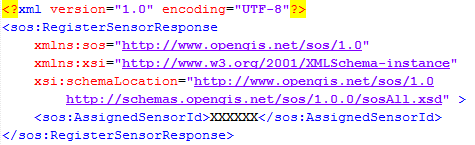 <?xml version="1.0" encoding="UTF-8"?>
<sos:RegisterSensorResponse
xmlns:sos="http://www.opengis.net/sos/1.0"
xmlns:xsi="http://www.w3.org/2001/XMLSchema-instance"
xsi:schemaLocation="http://www.opengis.net/sos/1.0
http://schemas.opengis.net/sos/1.0.0/sosAll.xsd" >
<sos:AssignedSensorId>XXXXXX</sos:AssignedSensorId>
</sos:RegisterSensorResponse>